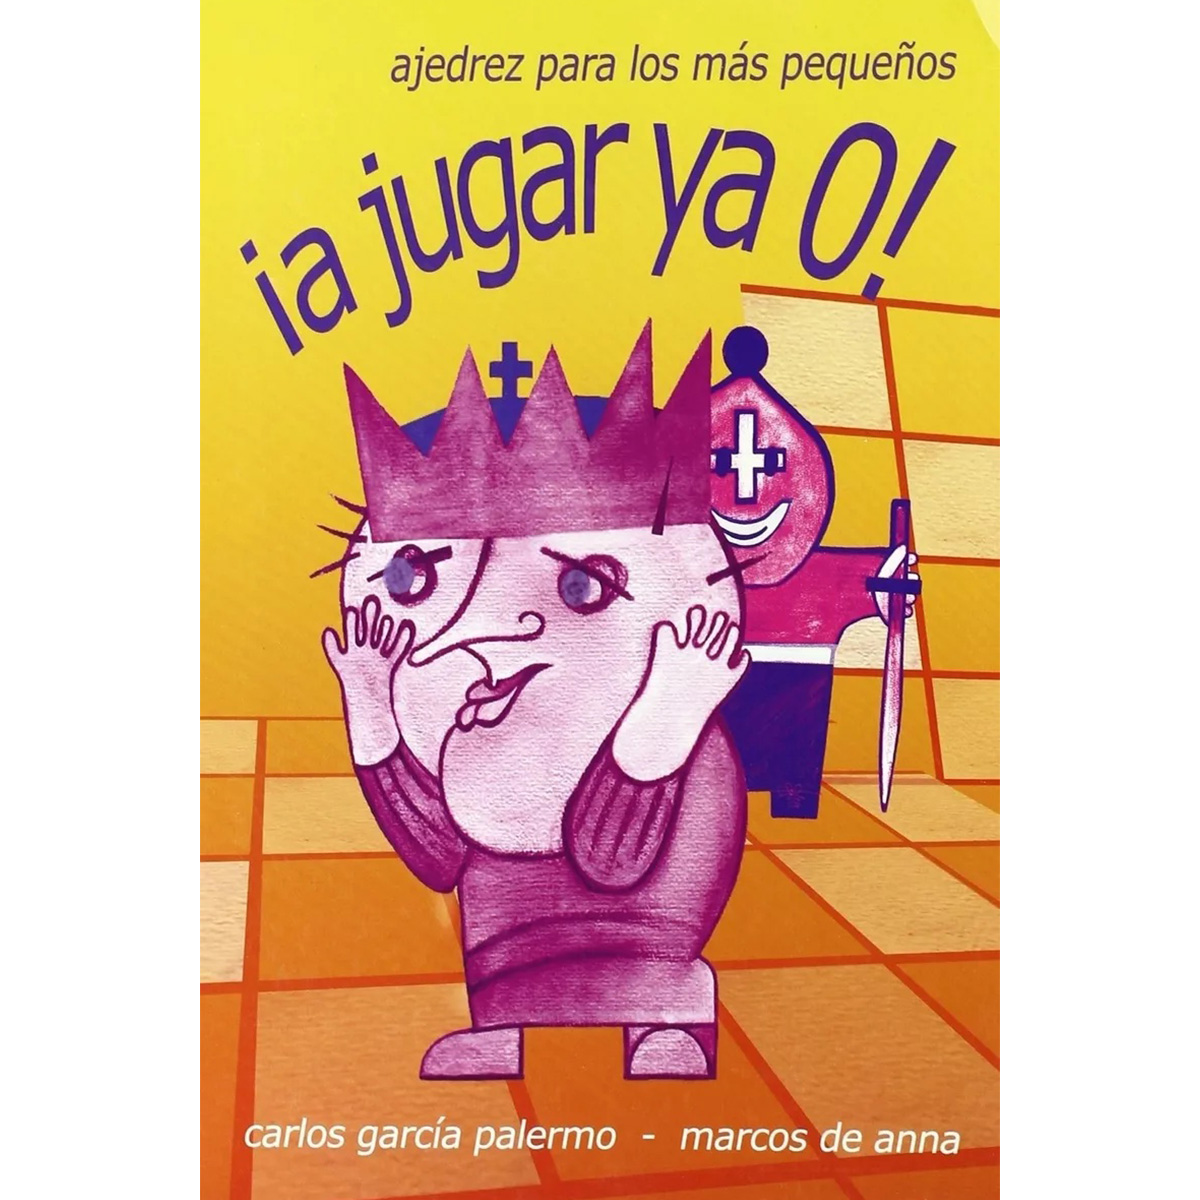 ajedrez para los más pequeños
¡a jugar ya 0!
carlos garcía palermo - marcos de anna